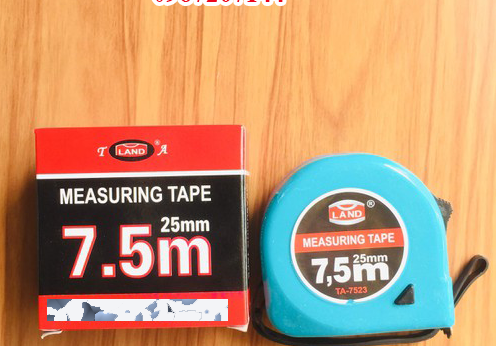 T LAND ® A
MEASURING TAPE
25mm
7.5m
LAND ®
MEASURING TAPE
25mm
7,5m
TA-7523